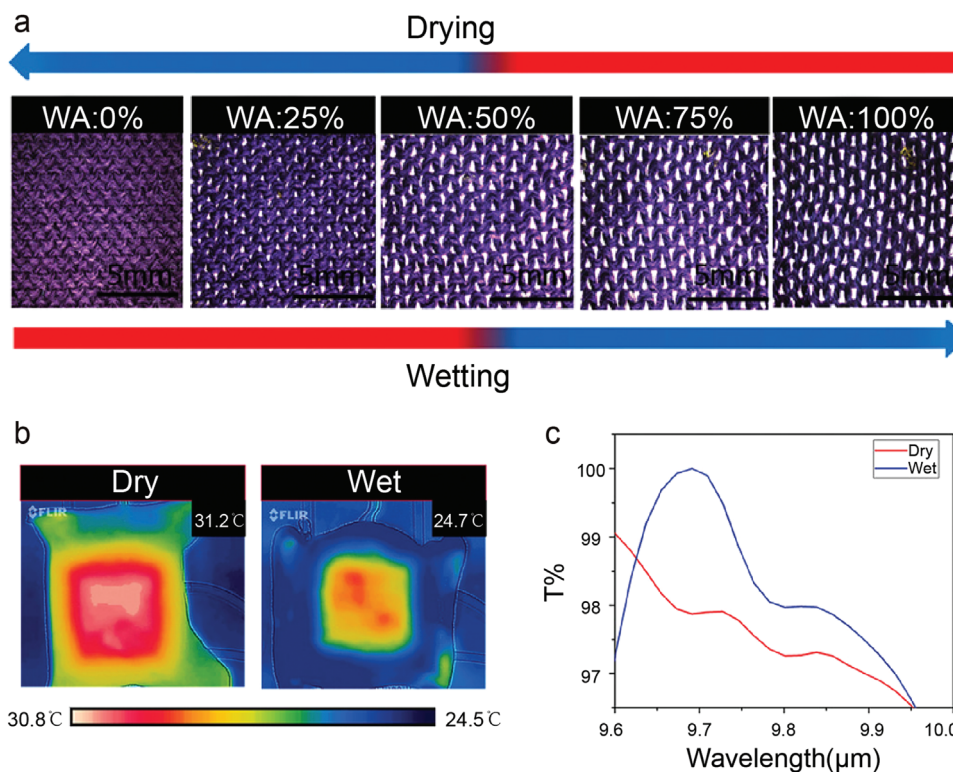 a
Drying
WA:0% WA:25% WA:50% WA:75% WA:100%
5mm 5mm 5mm 5mm 5mm
Wetting
b
Dry Wet
FLIR 31.2℃ FLIR 24.7℃
30.8℃ 24.5℃
c
Dry
Wet
100
99
98
97
T%
9.6 9.7 9.8 9.9 10.0
Wavelength(μm)